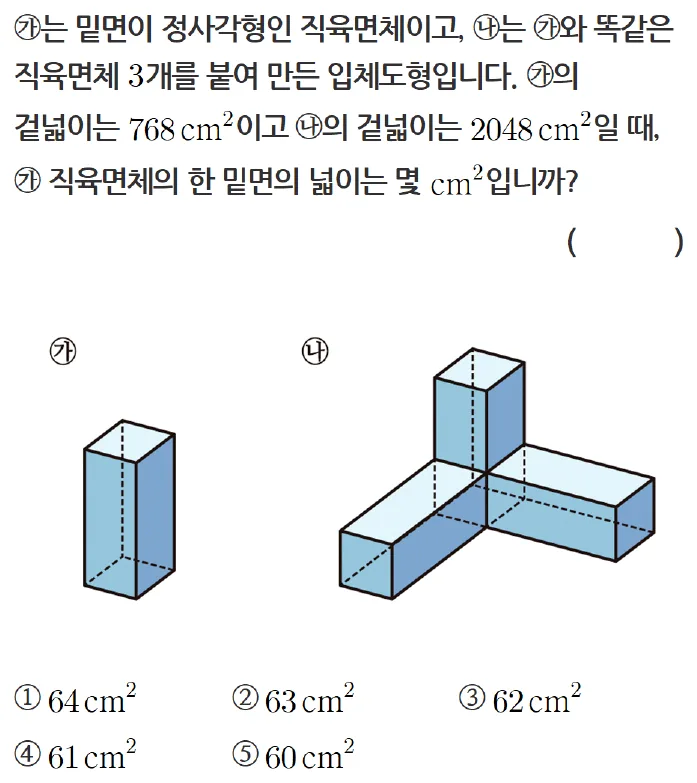 ㉮는 밑면이 정사각형인 직육면체이고, ㉯는 ㉮와 똑같은
직육면체 3개를 붙여 만든 입체도형입니다. ㉮의
겉넓이는 768 cm²이고 ㉯의 겉넓이는 2048 cm²일 때,
㉮ 직육면체의 한 밑면의 넓이는 몇 cm²입니까?
( )
㉮ ㉯
① 64 cm² ② 63 cm² ③ 62 cm²
④ 61 cm² ⑤ 60 cm²